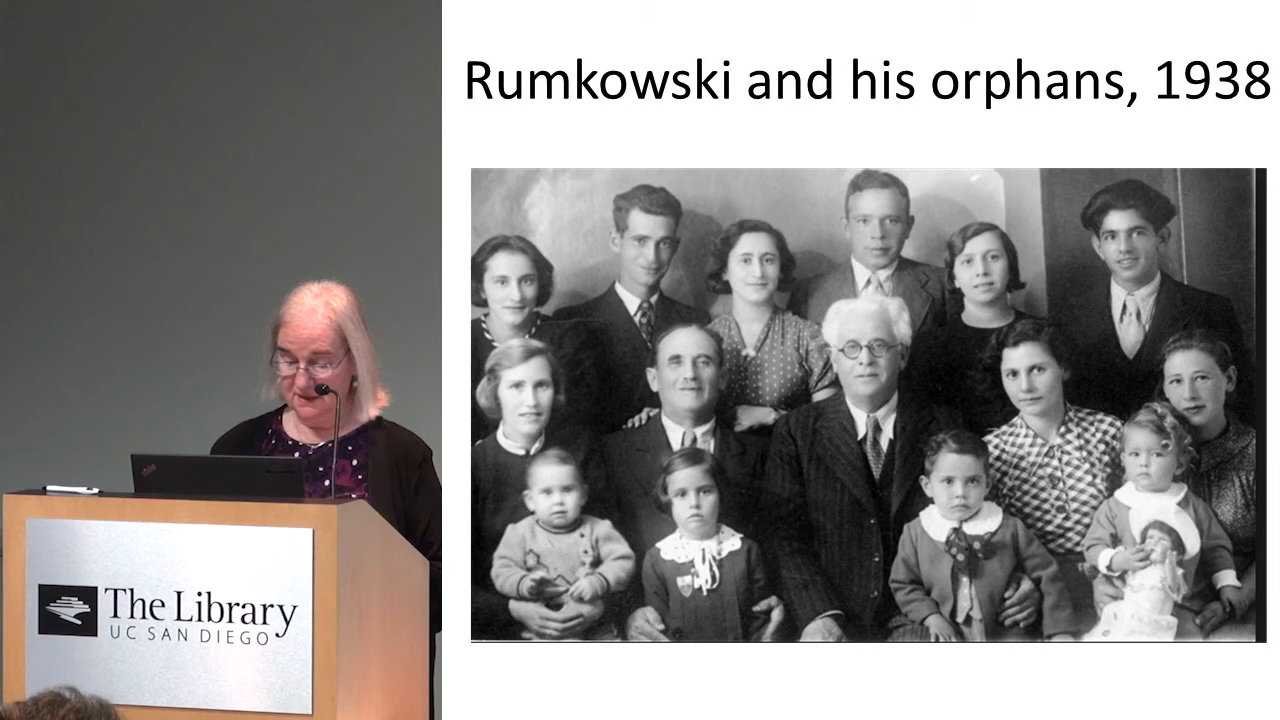 Rumkowski and his orphans, 1938
The Library
UC SAN DIEGO